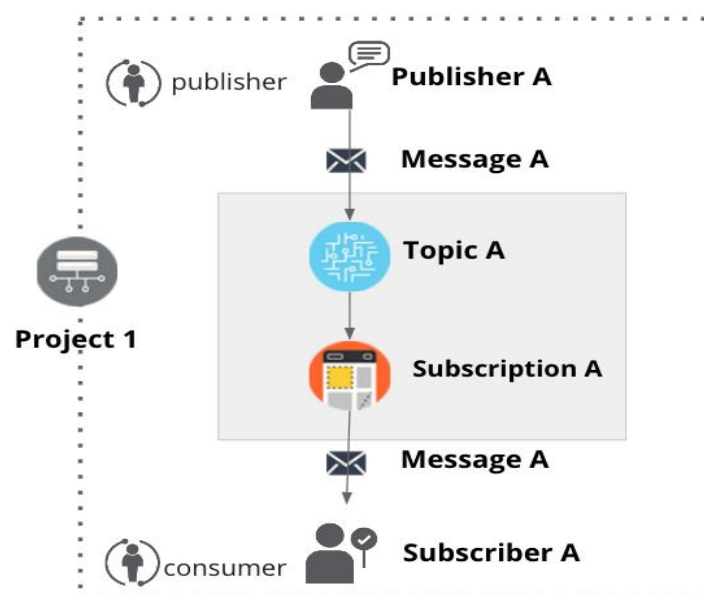 publisher
Publisher A
Message A
Topic A
Project 1
Subscription A
Message A
consumer
Subscriber A